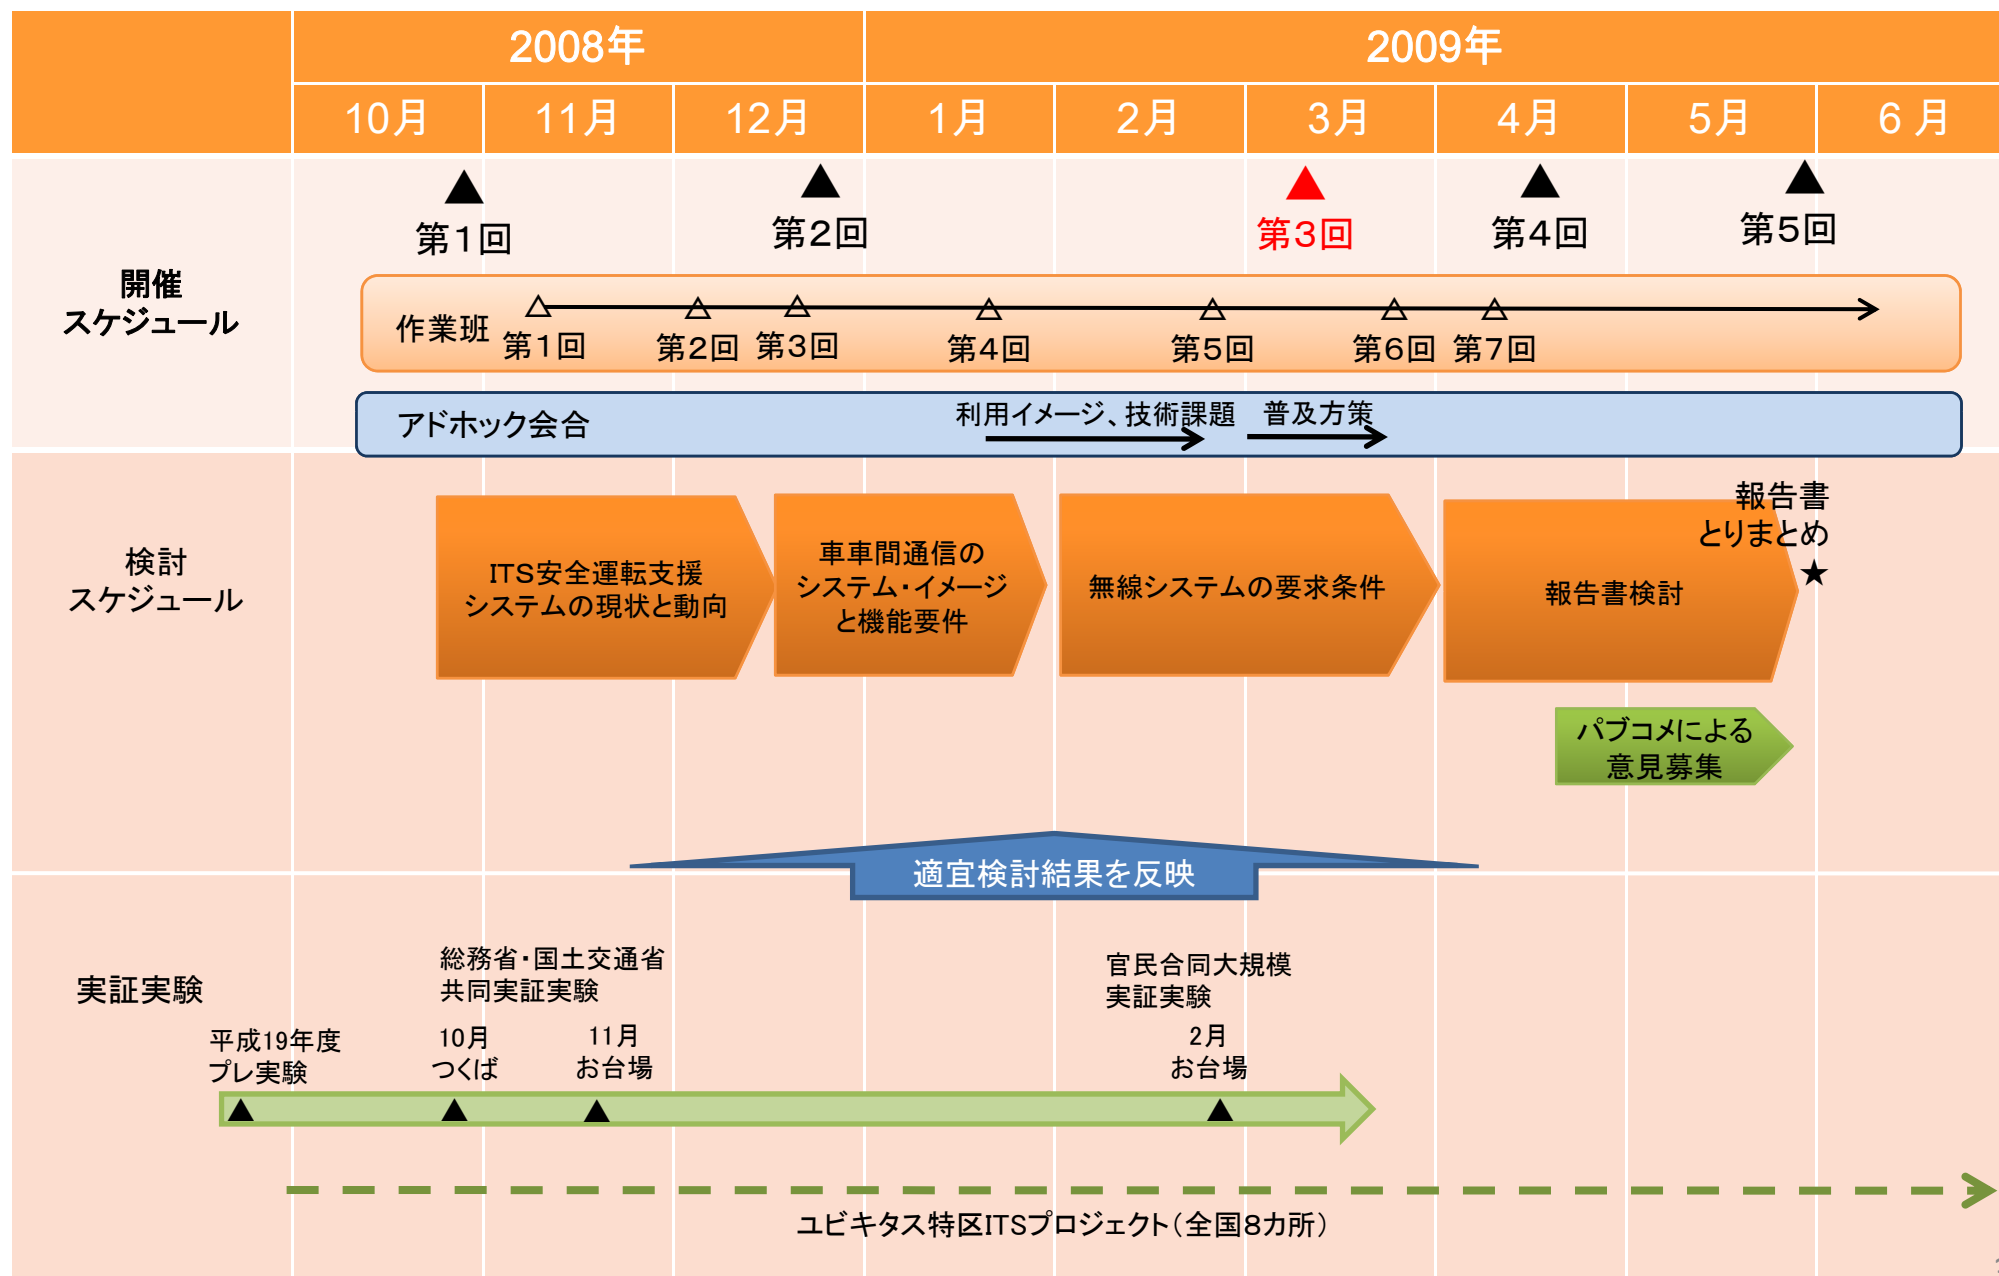 2008年
2009年
10月
11月
12月
1月
2月
3月
4月
5月
6 月
開催
スケジュール
第１回
第２回
第３回
第４回
第５回
作業班
第１回
第２回
第３回
第４回
第５回
第６回
第７回
アドホック会合
利用イメージ、技術課題
普及方策
検討
スケジュール
ITS安全運転支援
システムの現状と動向
車車間通信の
システム・イメージ
と機能要件
無線システムの要求条件
報告書検討
報告書
とりまとめ
★
パブコメによる
意見募集
適宜検討結果を反映
実証実験
平成19年度
プレ実験
総務省・国土交通省
共同実証実験
10月
つくば
11月
お台場
官民合同大規模
実証実験
2月
お台場
ユビキタス特区ITSプロジェクト（全国8カ所）